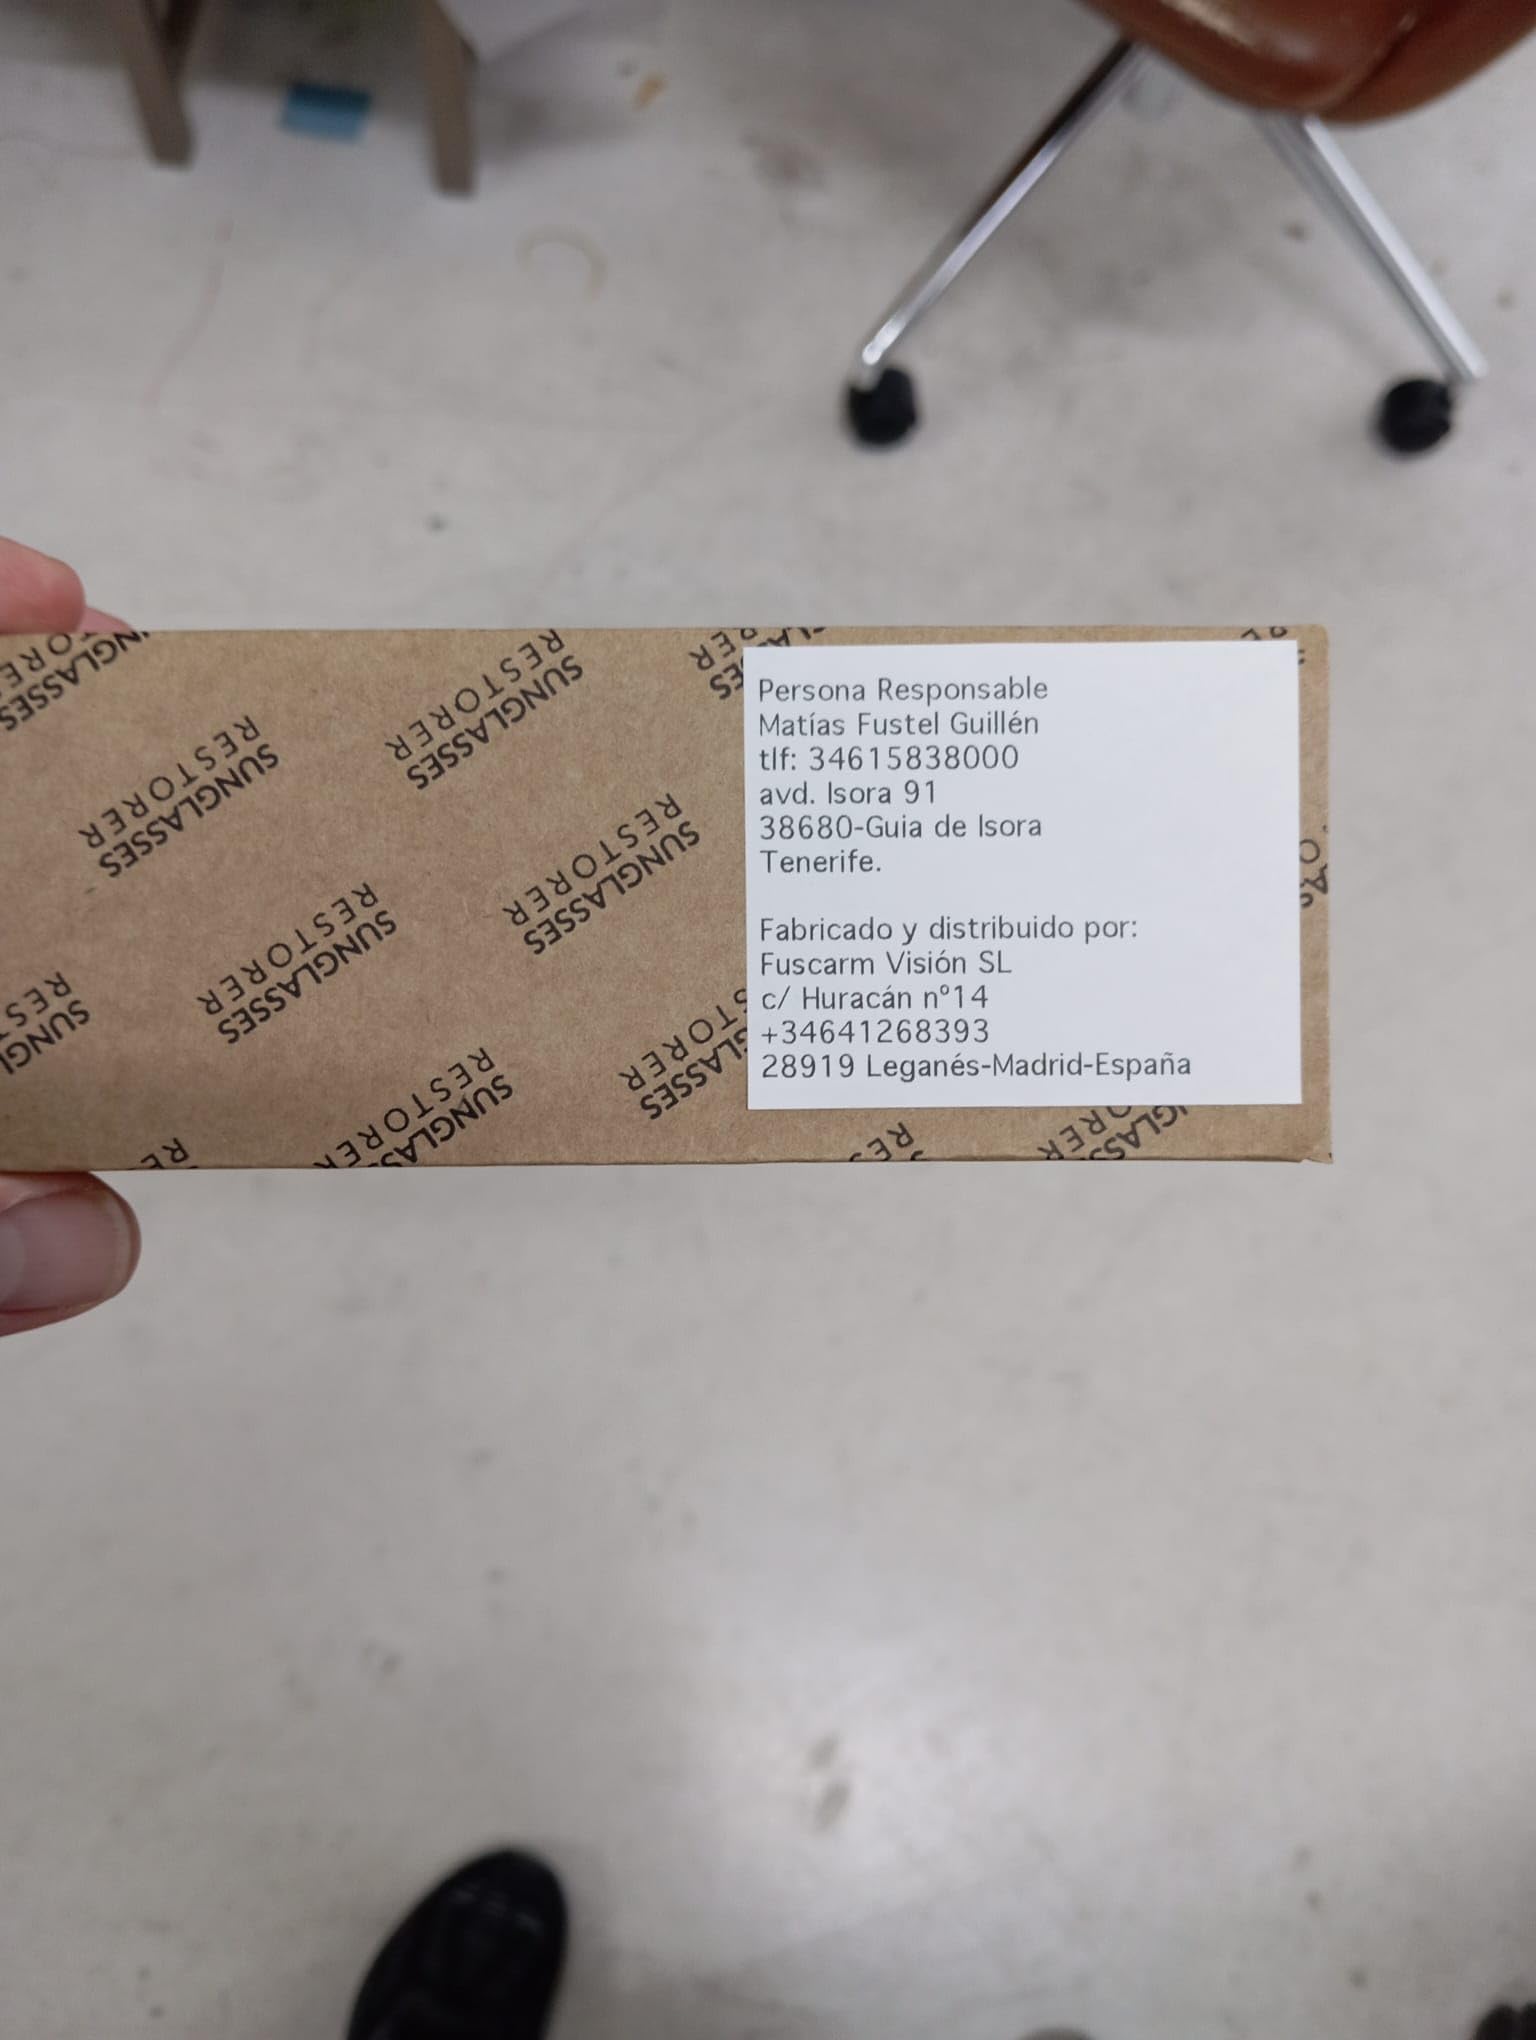 SUNGLASSES
RESTORER
SUNGLASSES
RESTORER
SUNGLASSES
RESTORER
SUNGLASSES
RESTORER
SUNGLASSES
RESTORER
Persona Responsable
Matías Fustel Guillén
tlf: 34615838000
avd. Isora 91
38680-Guia de Isora
Tenerife.
Fabricado y distribuido por:
Fuscarm Visión SL
c/ Huracán nº14
+34641268393
28919 Leganés-Madrid-España